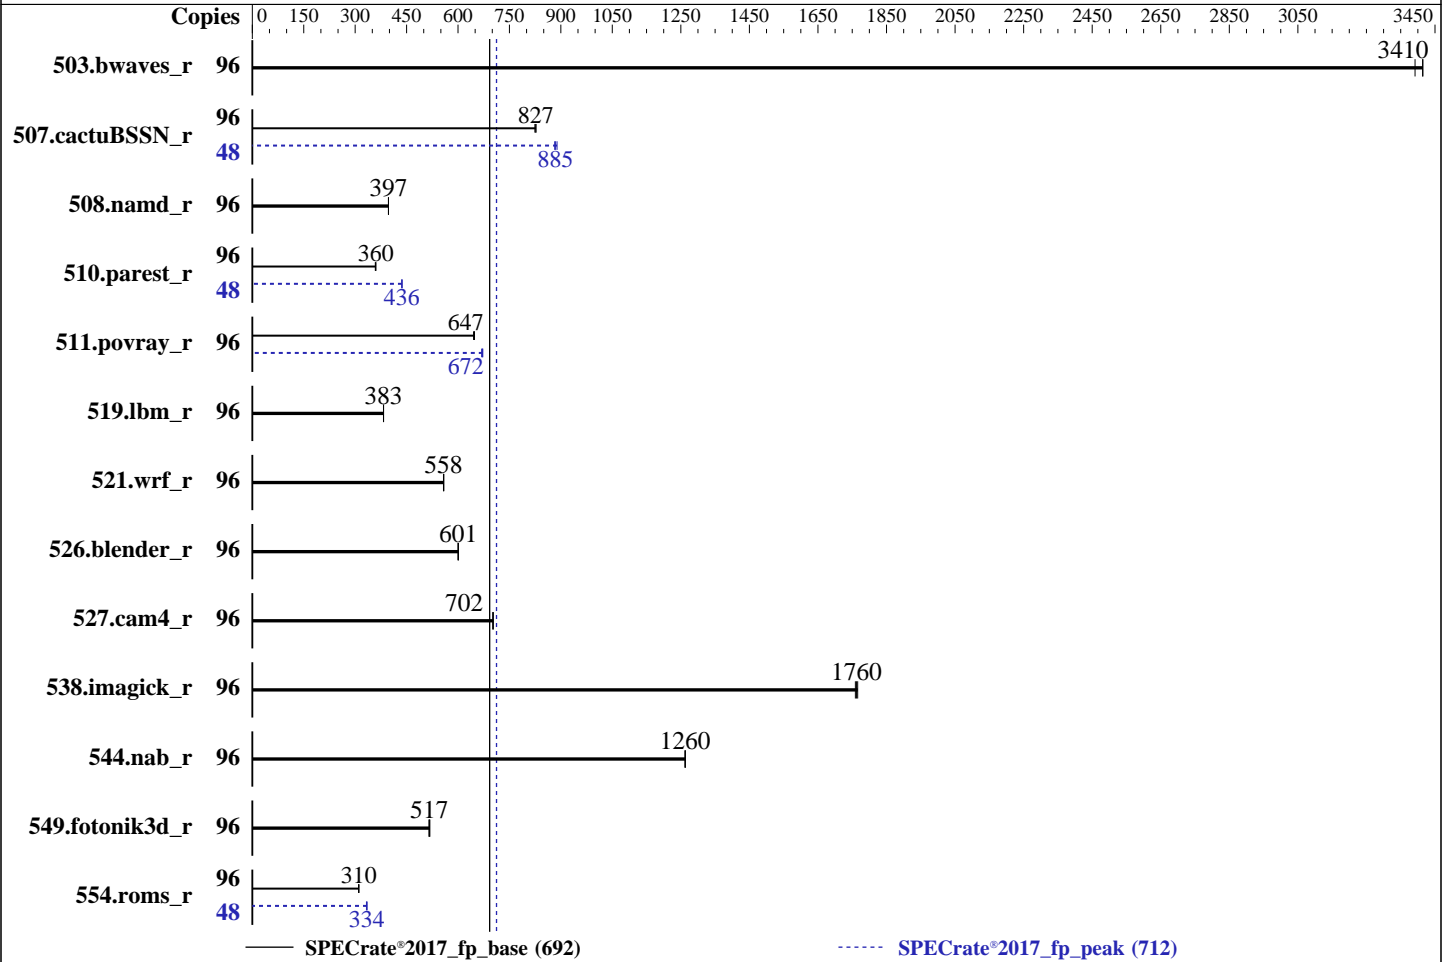 Copies 0 150 300 450 600 750 900 1050 1250 1450 1650 1850 2050 2250 2450 2650 2850 3050 3450
503.bwaves_r 96 3410
507.cactuBSSN_r 96 827
48 885
508.namd_r 96 397
510.parest_r 96 360
48 436
511.povray_r 96 647
672
519.lbm_r 96 383
521.wrf_r 96 558
526.blender_r 96 601
527.cam4_r 96 702
538.imagick_r 96 1760
544.nab_r 96 1260
549.fotonik3d_r 96 517
554.roms_r 96 310
48 334
SPECrate®2017_fp_base (692) SPECrate®2017_fp_peak (712)